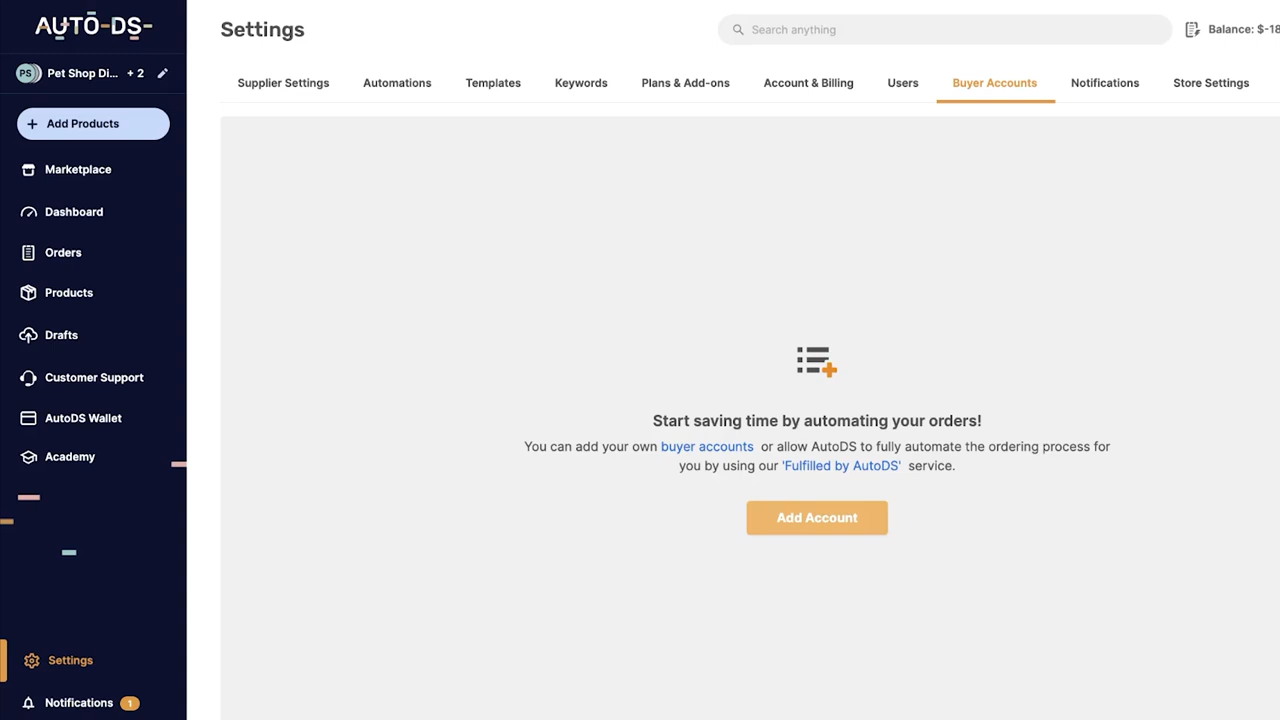 AUTO-DS-
Settings
Search anything
Balance: $-18
PS
Pet Shop Di... + 2
Supplier Settings
Automations
Templates
Keywords
Plans & Add-ons
Account & Billing
Users
Buyer Accounts
Notifications
Store Settings
+ Add Products
Marketplace
Dashboard
Orders
Products
Drafts
Customer Support
AutoDS Wallet
Academy
Start saving time by automating your orders!
You can add your own buyer accounts or allow AutoDS to fully automate the ordering process for
you by using our 'Fulfilled by AutoDS' service.
Add Account
Settings
Notifications 1